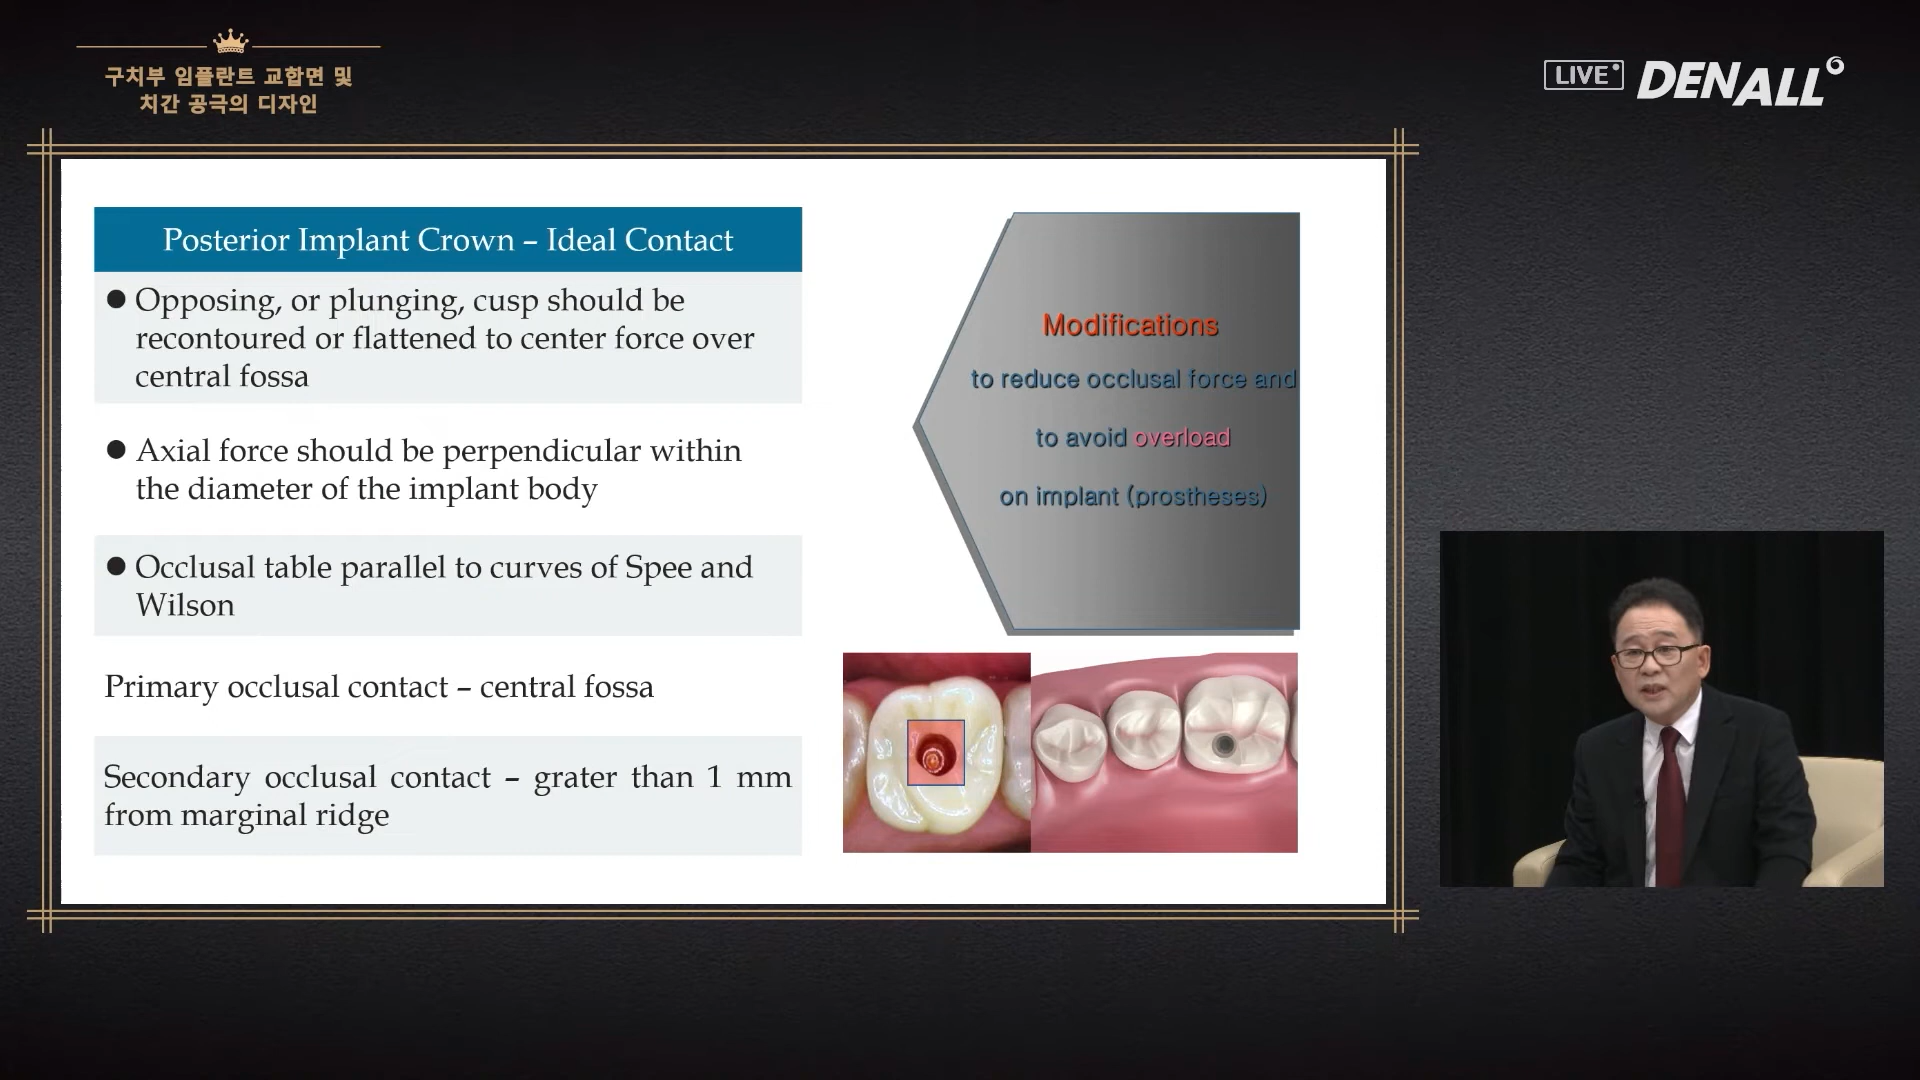 구치부 임플란트 교합면 및
치간 공극의 디자인
LIVE
DENALL
Posterior Implant Crown – Ideal Contact
● Opposing, or plunging, cusp should be
recontoured or flattened to center force over
central fossa
● Axial force should be perpendicular within
the diameter of the implant body
● Occlusal table parallel to curves of Spee and
Wilson
Primary occlusal contact – central fossa
Secondary occlusal contact – grater than 1 mm
from marginal ridge
Modifications
to reduce occlusal force and
to avoid overload
on implant (prostheses)